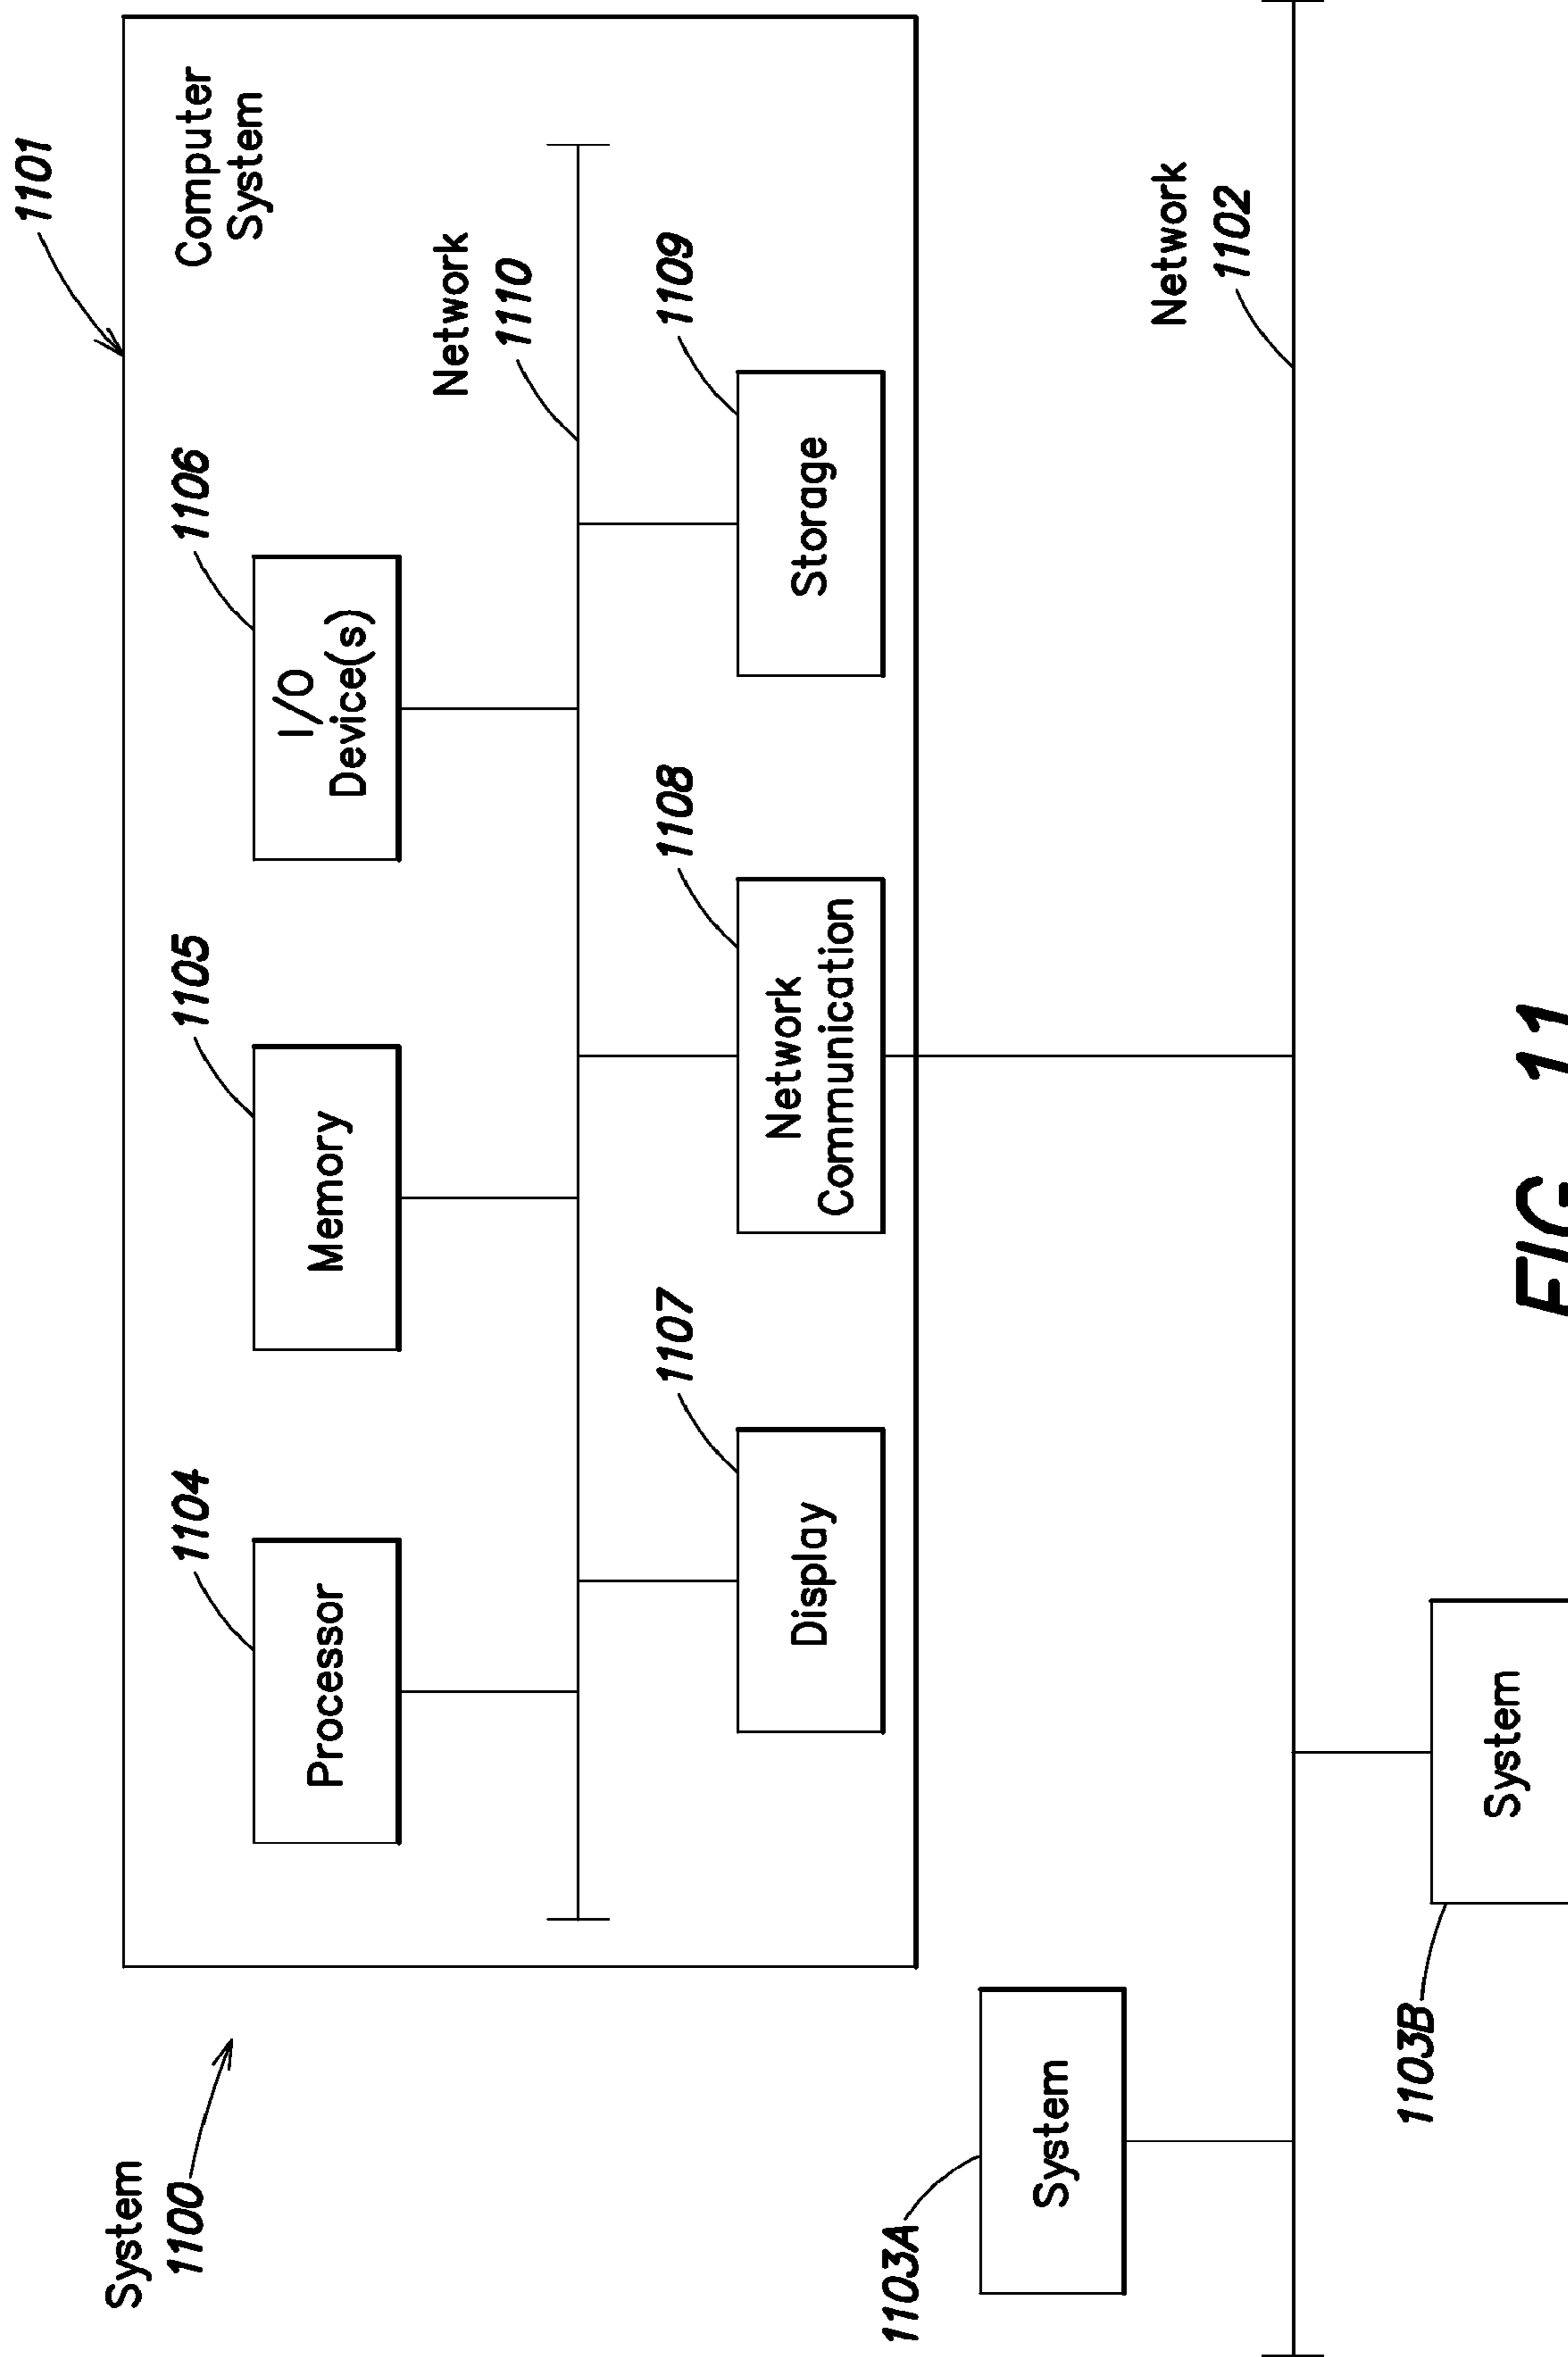 System
1100
1101
Computer
System
1104
Processor
1105
Memory
1106
I/O
Device(s)
Network
1110
1107
Display
1108
Network
Communication
1109
Storage
1103A
System
Network
1102
1103B
System
FIG. 11